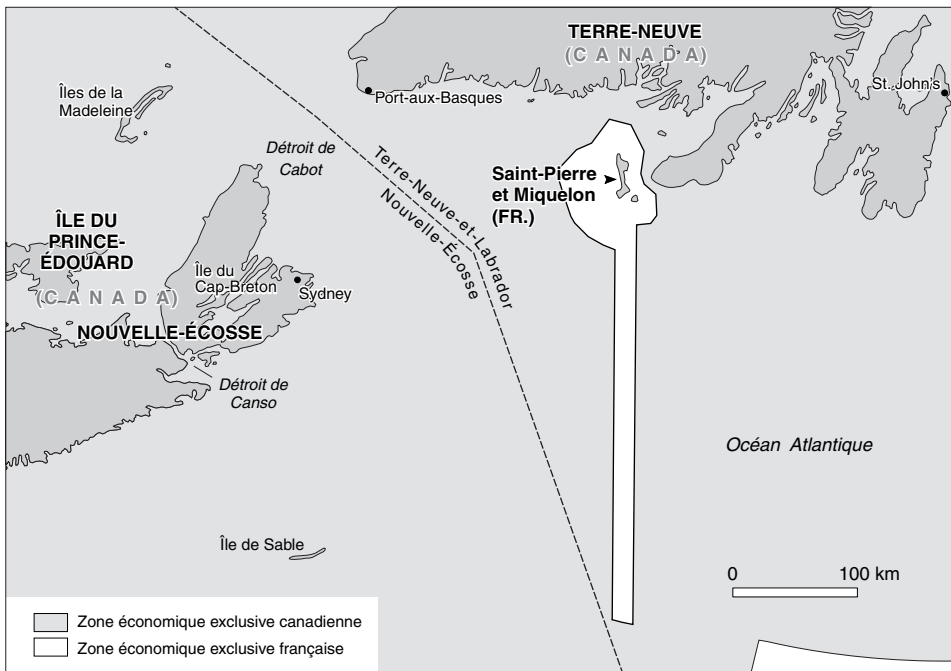 TERRE-NEUVE
(CANADA)
St. John's
Port-aux-Basques
Îles de la
Madeleine
Détroit de
Cabot
Terre-Neuve-et-Labrador
Nouvelle-Écosse
Saint-Pierre
et Miquelon
(FR.)
ÎLE DU
PRINCE-
ÉDOUARD
Île du
Cap-Breton
Sydney
(CANADA)
NOUVELLE-ÉCOSSE
Détroit de
Canso
Océan Atlantique
Île de Sable
0 100 km
Zone économique exclusive canadienne
Zone économique exclusive française